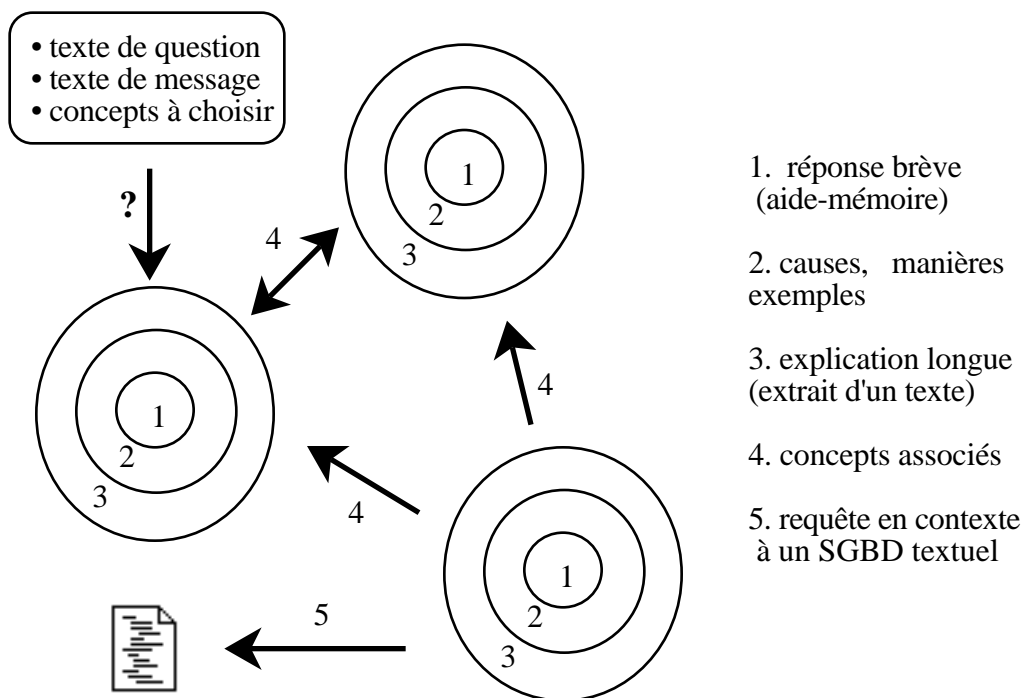 • texte de question
• texte de message
• concepts à choisir
?
1
2
3
4
1
2
3
4
4
1
2
3
5
1. réponse brève
(aide-mémoire)
2. causes, manières
exemples
3. explication longue
(extrait d'un texte)
4. concepts associés
5. requête en contexte
à un SGBD textuel